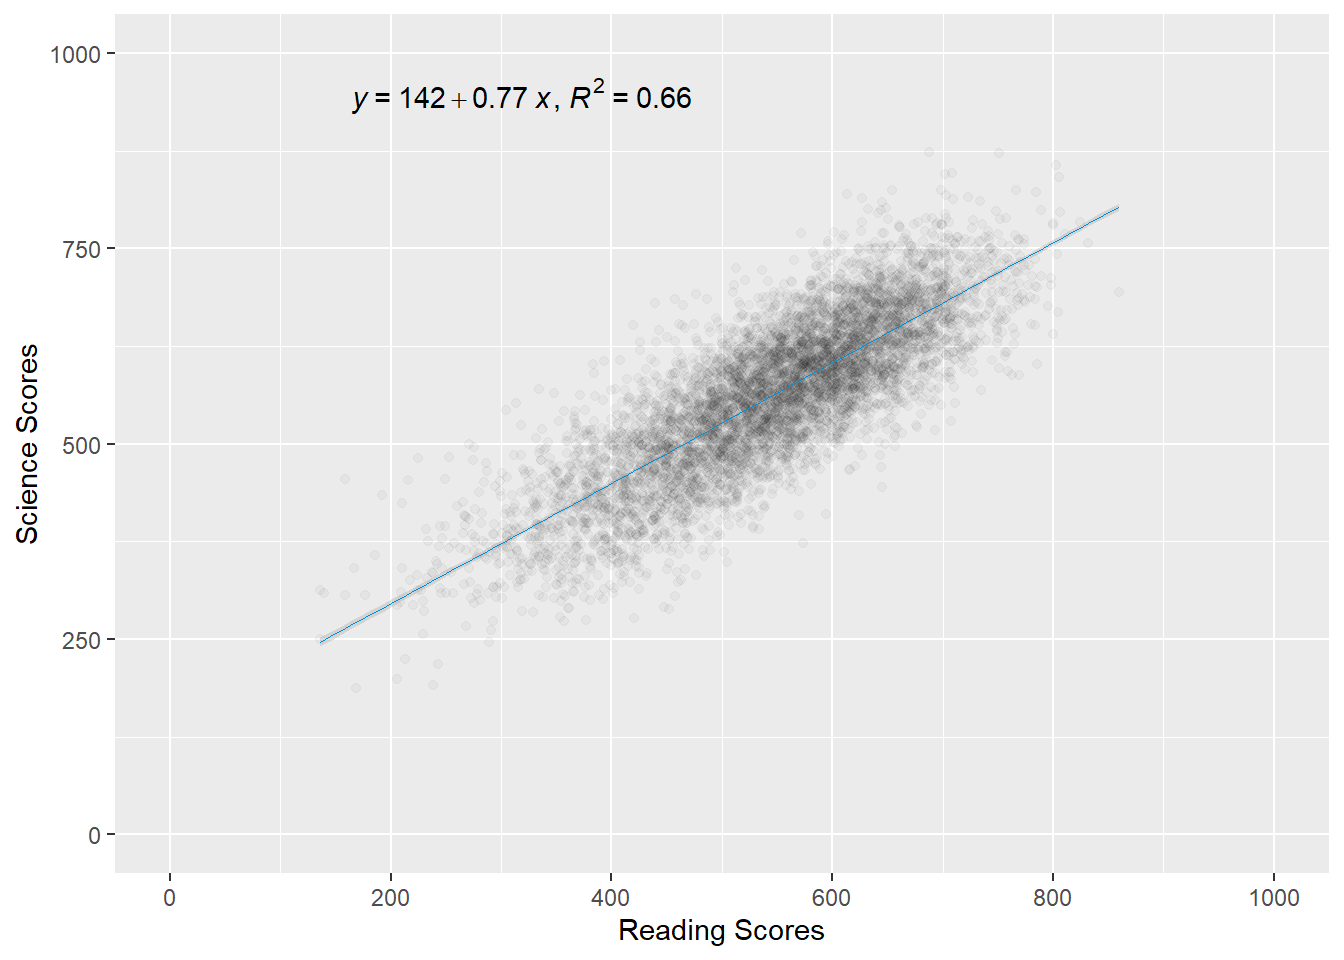 1000
y = 142 + 0.77 x, R² = 0.66
750
Science Scores
500
250
0
0 200 400 600 800 1000
Reading Scores